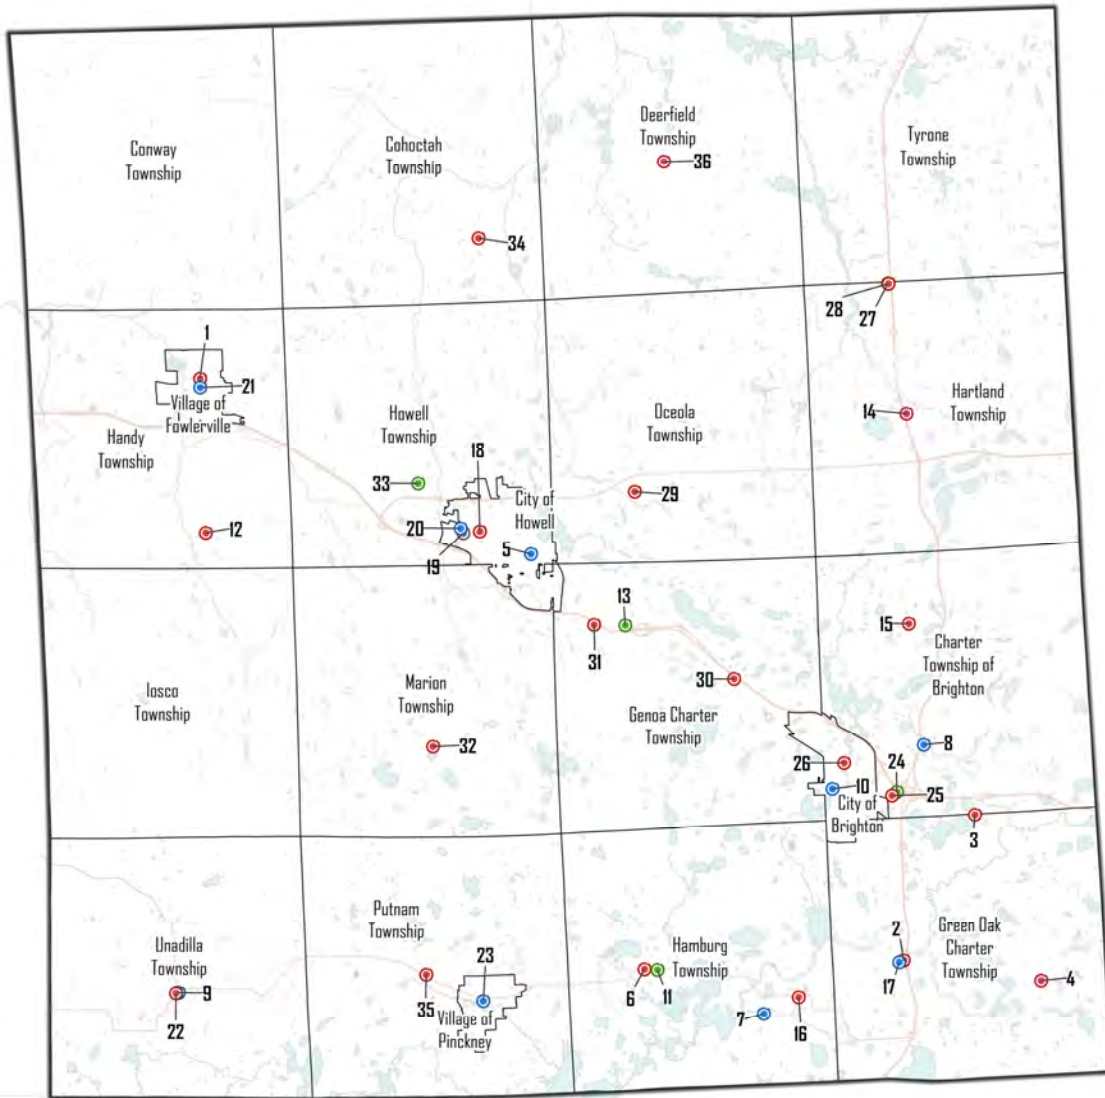 Deerfield
Township
36
Tyrone
Township
Conway
Township
Cohoctah
Township
34
28
27
1
21
Village of
Fowlerville
Handy
Township
12
Howell
Township
18
33
20
19
City of
Howell
5
Oceola
Township
29
14
Hartland
Township
13
31
15
Charter
Township of
Brighton
Iosco
Township
Marion
Township
32
30
Genoa Charter
Township
8
26
24
10
25
City of
Brighton
3
Putnam
Township
Unadilla
Township
9
22
35
23
Village of
Pinckney
Hamburg
Township
6
11
7
16
2
17
Green Oak
Charter
Township
4